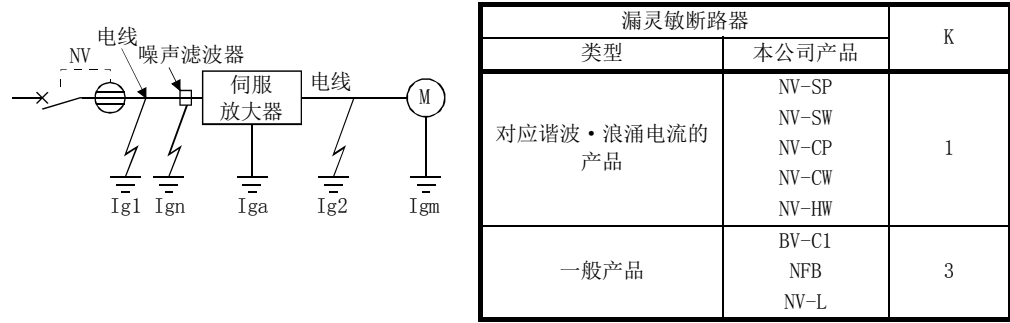 电线
NV
噪声滤波器
伺服
放大器
电线
M
Ig1 Ign Iga Ig2 Igm
漏灵敏断路器
K
类型
本公司产品
对应谐波·浪涌电流的
产品
NV-SP
NV-SW
NV-CP
NV-CW
NV-HW
1
一般产品
BV-C1
NFB
NV-L
3